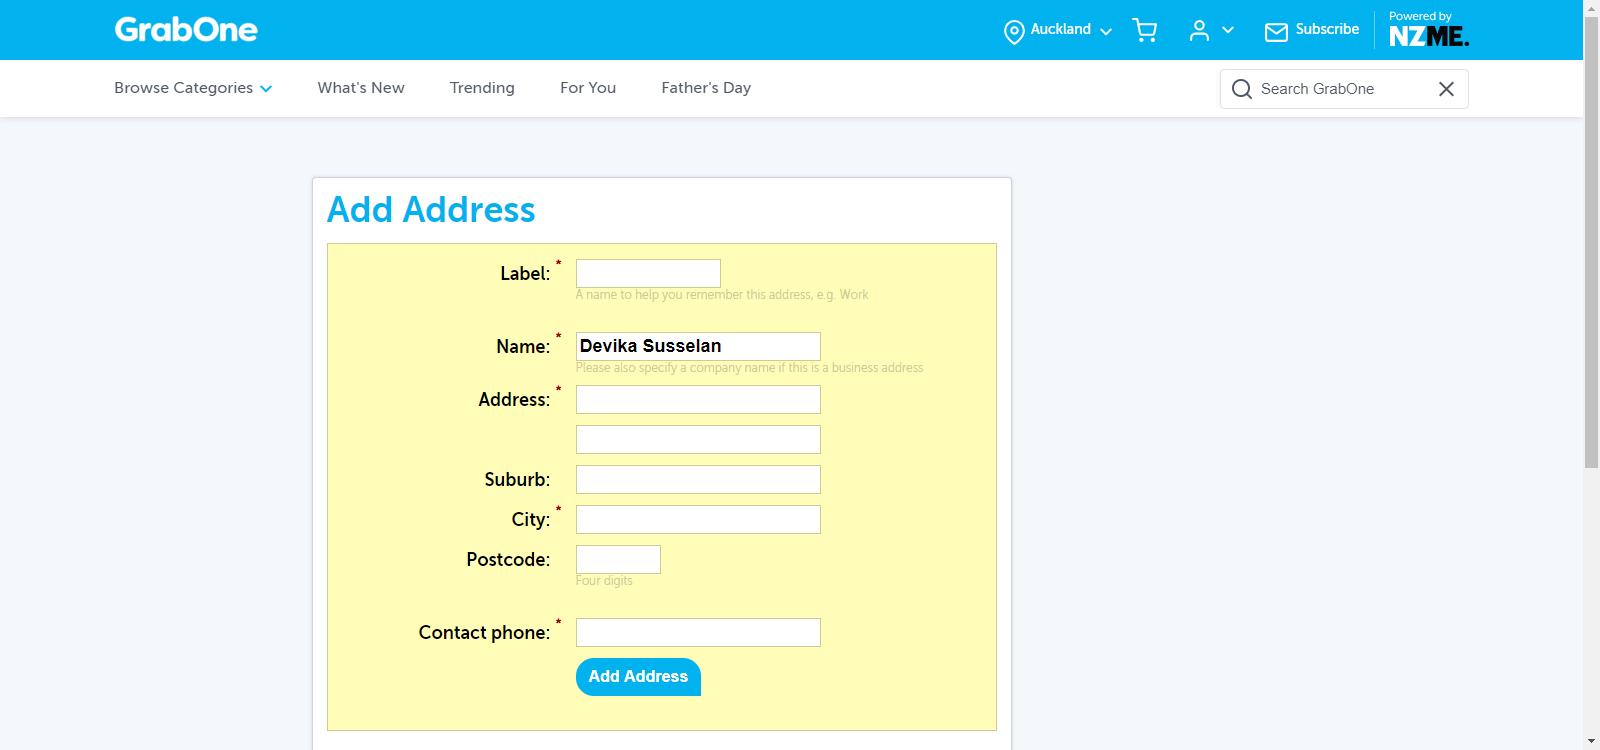 GrabOne
Auckland
Subscribe
Powered by
NZME.
Browse Categories
What's New
Trending
For You
Father's Day
Search GrabOne
Add Address
Label: *
A name to help you remember this address, e.g. Work
Name: * Devika Susselan
Please also specify a company name if this is a business address
Address: *
Suburb:
City: *
Postcode:
Four digits
Contact phone: *
Add Address